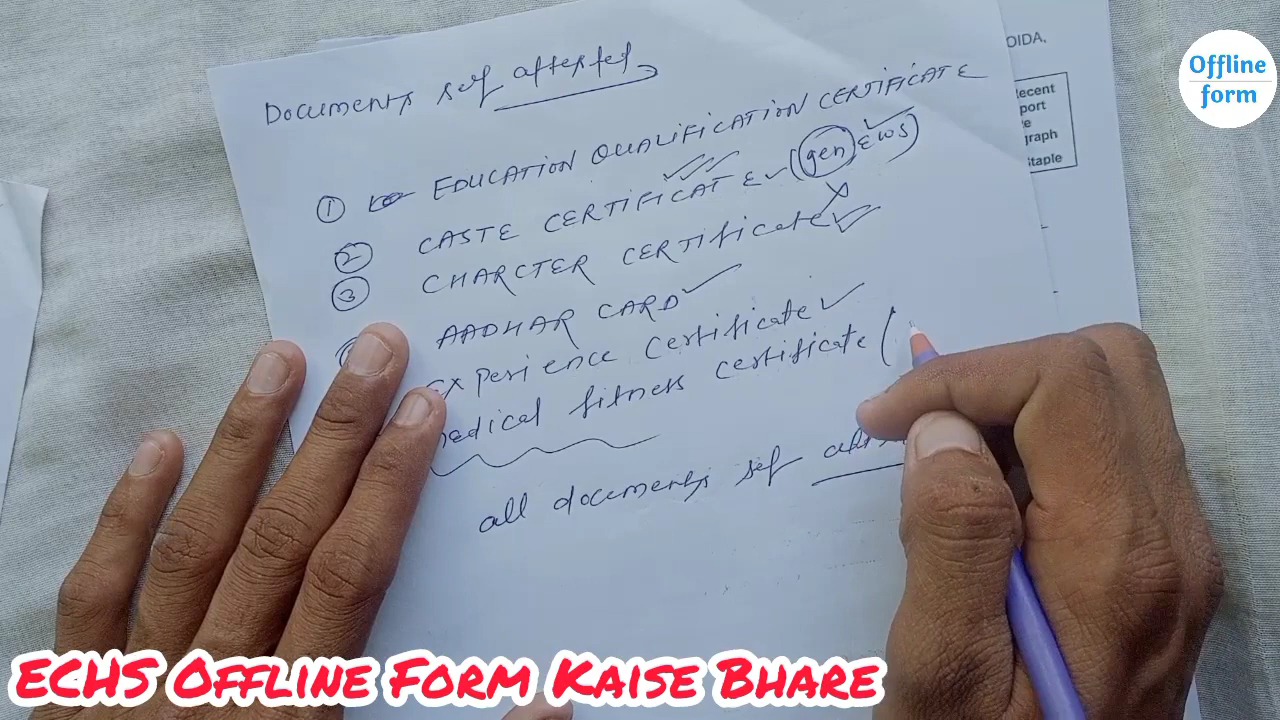 Documents self attested
① EDUCATION QUALIFICATION CERTIFICATE
② CASTE CERTIFICATE (gen EWS)
③ CHARCTER CERTIFICATE
AADHAR CARD
experience certificate
medical fitness certificate (
all documents self
OIDA,
ecent
port
e
graph
Staple
Offline
form
ECHS OFFLINE FORM KAISE BHARE